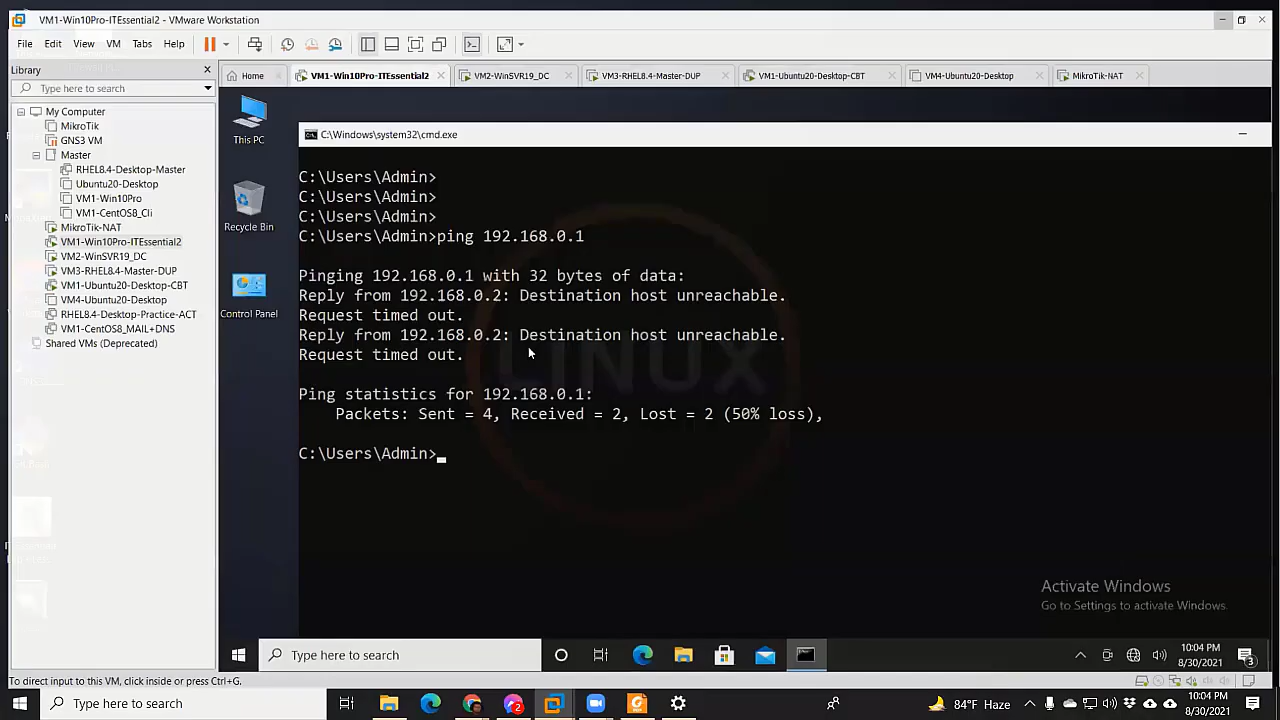 VM1-Win10Pro-ITEssential2 - VMware Workstation
File Edit View VM Tabs Help
Library
Type here to search
My Computer
MikroTik
GNS3 VM
Master
RHEL8.4-Desktop-Master
Ubuntu20-Desktop
VM1-Win10Pro
VM1-CentOS8_Cli
MikroTik-NAT
VM1-Win10Pro-ITEssential2
VM2-WinSVR19_DC
VM3-RHEL8.4-Master-DUP
VM1-Ubuntu20-Desktop-CBT
VM4-Ubuntu20-Desktop
RHEL8.4-Desktop-Practice-ACT
VM1-CentOS8_MAIL+DNS
Shared VMs (Deprecated)
Home VM1-Win10Pro-ITEssential2 VM2-WinSVR19_DC VM3-RHEL8.4-Master-DUP VM1-Ubuntu20-Desktop-CBT VM4-Ubuntu20-Desktop MikroTik-NAT
This PC
Recycle Bin
Control Panel
C:\Windows\system32\cmd.exe
C:\Users\Admin>
C:\Users\Admin>
C:\Users\Admin>
C:\Users\Admin>ping 192.168.0.1
Pinging 192.168.0.1 with 32 bytes of data:
Reply from 192.168.0.2: Destination host unreachable.
Request timed out.
Reply from 192.168.0.2: Destination host unreachable.
Request timed out.
Ping statistics for 192.168.0.1:
Packets: Sent = 4, Received = 2, Lost = 2 (50% loss),
C:\Users\Admin>
LINUX
Activate Windows
Go to Settings to activate Windows.
Type here to search
10:04 PM
8/30/2021
3
To direct input to this VM, click inside or press Ctrl+G.
Type here to search
2
84°F Haze
10:04 PM
8/30/2021